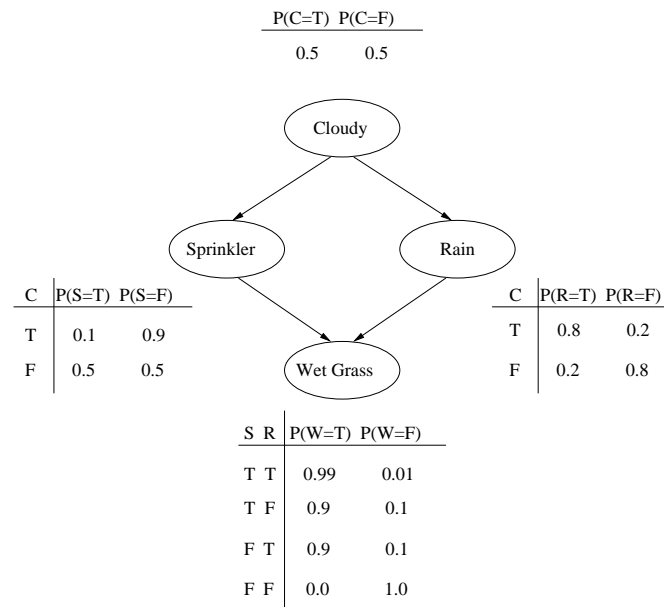 P(C=T) P(C=F)
0.5 0.5
Cloudy
Sprinkler
Rain
C P(S=T) P(S=F)
T 0.1 0.9
F 0.5 0.5
C P(R=T) P(R=F)
T 0.8 0.2
F 0.2 0.8
Wet Grass
S R P(W=T) P(W=F)
T T 0.99 0.01
T F 0.9 0.1
F T 0.9 0.1
F F 0.0 1.0